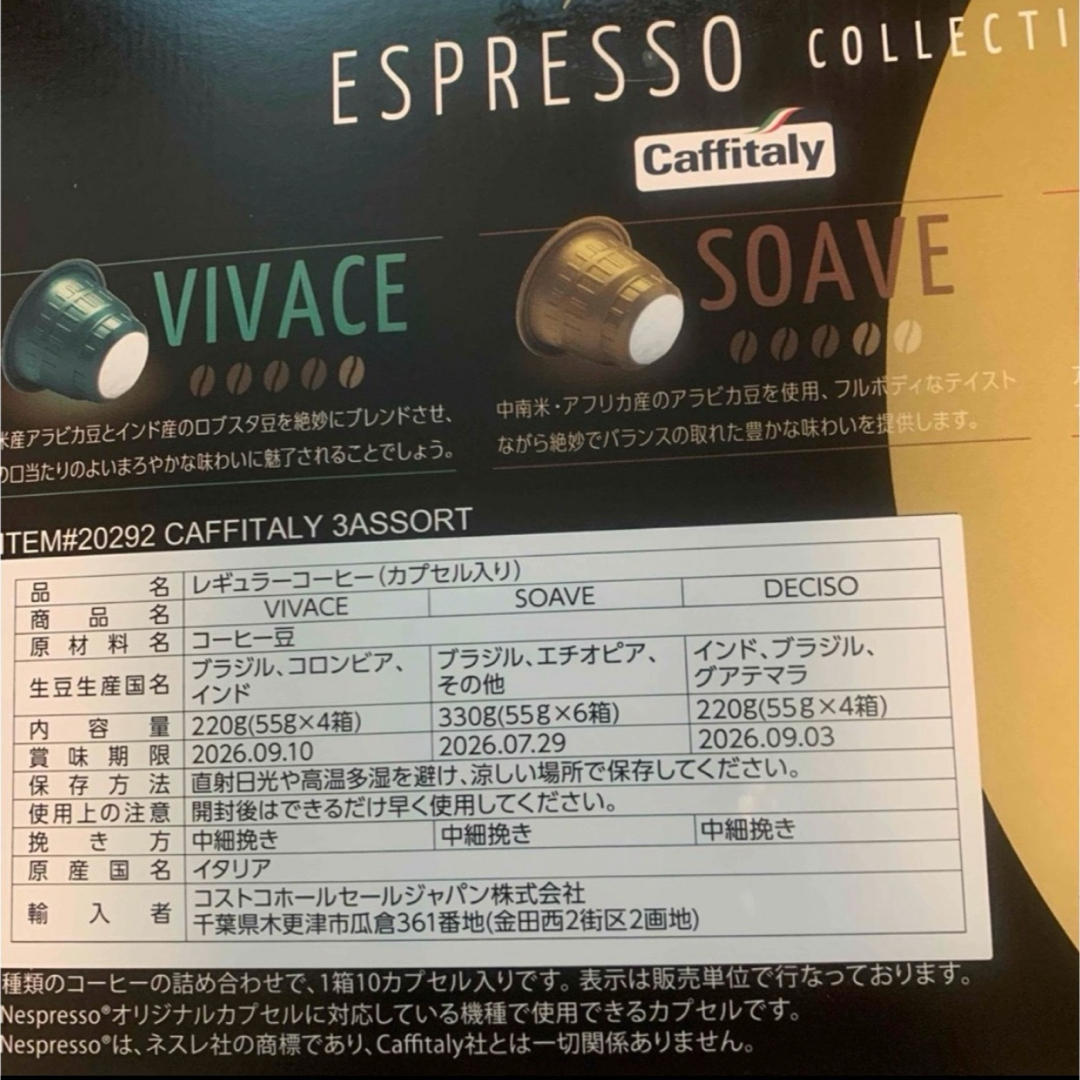 ESPRESSO COLLECTI
Caffitaly
VIVACE
SOAVE
米産アラビカ豆とインド産のロブスタ豆を絶妙にブレンドさせ、
の口当たりのよいまろやかな味わいに魅了されることでしょう。
中南米・アフリカ産のアラビカ豆を使用、フルボディなテイスト
ながら絶妙でバランスの取れた豊かな味わいを提供します。
ITEM#20292 CAFFITALY 3ASSORT
品名 レギュラーコーヒー(カプセル入り)
商品名 VIVACE SOAVE DECISO
原材料名 コーヒー豆
生豆生産国名 ブラジル、コロンビア、インド ブラジル、エチオピア、その他 インド、ブラジル、グアテマラ
内容量 220g(55g×4箱) 330g(55g×6箱) 220g(55g×4箱)
賞味期限 2026.09.10 2026.07.29 2026.09.03
保存方法 直射日光や高温多湿を避け、涼しい場所で保存してください。
使用上の注意 開封後はできるだけ早く使用してください。
挽き方 中細挽き 中細挽き 中細挽き
原産国名 イタリア
輸入者 コストコホールセールジャパン株式会社
千葉県木更津市瓜倉361番地(金田西2街区2画地)
種類のコーヒーの詰め合わせで、1箱10カプセル入りです。表示は販売単位で行なっております。
Nespresso®オリジナルカプセルに対応している機種で使用できるカプセルです。
Nespresso®は、ネスレ社の商標であり、Caffitaly社とは一切関係ありません。